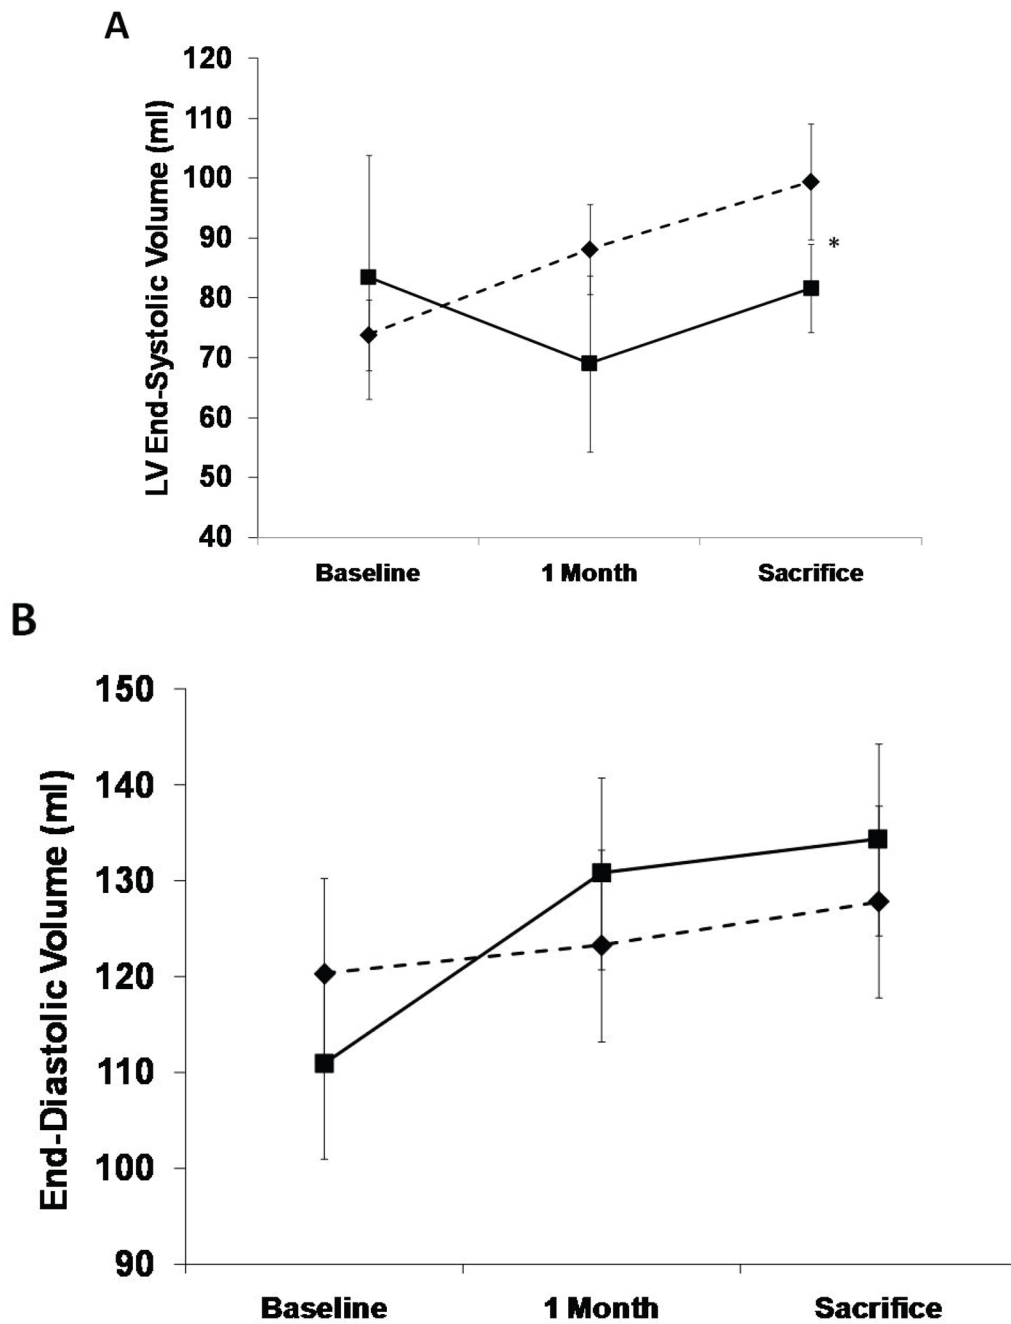 A
120
110
100
90
80
70
60
50
40
LV End-Systolic Volume (ml)
*
Baseline 1 Month Sacrifice
B
150
140
130
120
110
100
90
End-Diastolic Volume (ml)
Baseline 1 Month Sacrifice